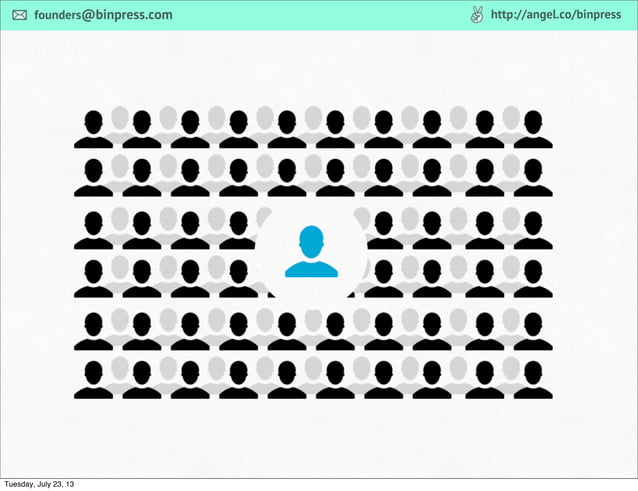 founders@binpress.com
http://angel.co/binpress
Tuesday, July 23, 13